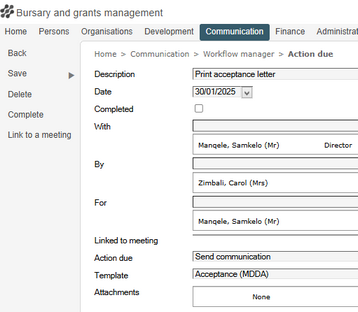 Bursary and grants management
Home Persons Organisations Development Communication Finance Administrat
Back
Save
Delete
Complete
Link to a meeting
Home > Communication > Workflow manager > Action due
Description Print acceptance letter
Date 30/01/2025
Completed
With
Manqele, Samkelo (Mr) Director
By
Zimbali, Carol (Mrs)
For
Manqele, Samkelo (Mr)
Linked to meeting
Action due Send communication
Template Acceptance (MDDA)
Attachments None